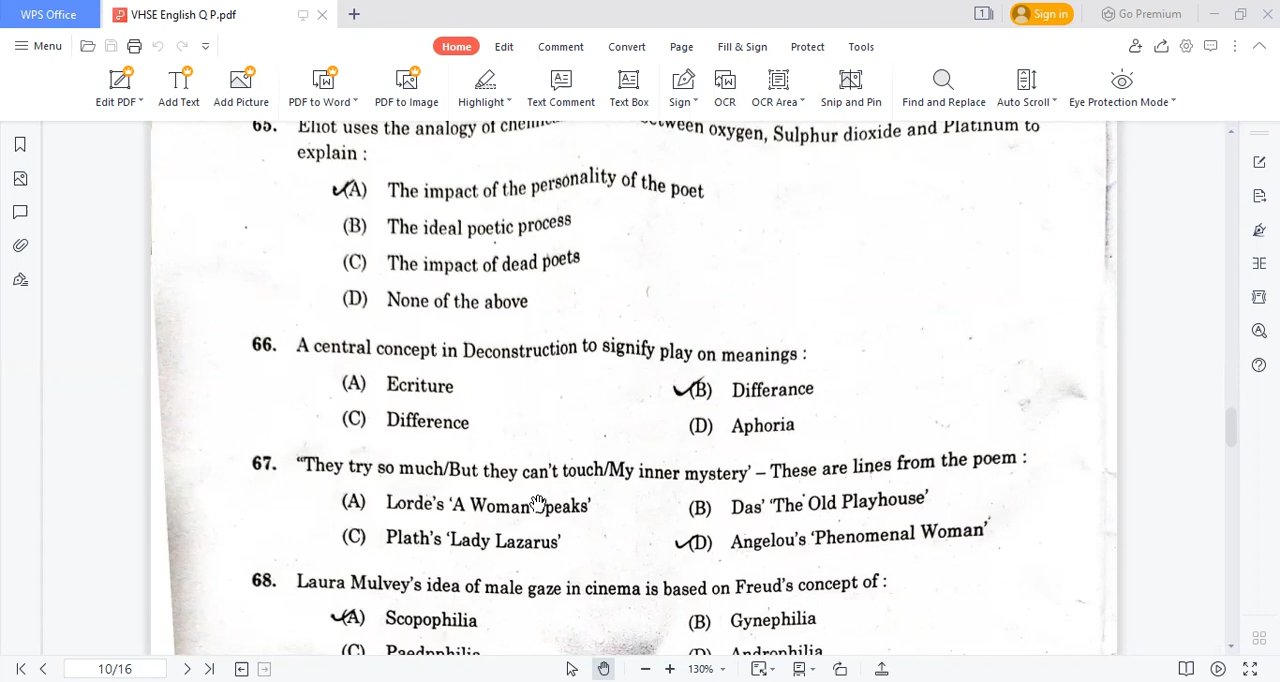 WPS Office
VHSE English Q P.pdf
Sign in
Go Premium
Menu
Home Edit Comment Convert Page Fill & Sign Protect Tools
Edit PDF Add Text Add Picture PDF to Word PDF to Image Highlight Text Comment Text Box Sign OCR OCR Area Snip and Pin Find and Replace Auto Scroll Eye Protection Mode
65. Eliot uses the analogy of oxygen, Sulphur dioxide and Platinum to
explain :
(A) The impact of the personality of the poet
(B) The ideal poetic process
(C) The impact of dead poets
(D) None of the above
66. A central concept in Deconstruction to signify play on meanings :
(A) Ecriture (B) Differance
(C) Difference (D) Aphoria
67. "They try so much/But they can't touch/My inner mystery' – These are lines from the poem :
(A) Lorde's 'A Woman Speaks' (B) Das' 'The Old Playhouse'
(C) Plath's 'Lady Lazarus' (D) Angelou's 'Phenomenal Woman'
68. Laura Mulvey's idea of male gaze in cinema is based on Freud's concept of :
(A) Scopophilia (B) Gynephilia
(C) (D) Androphilia
10/16
130%